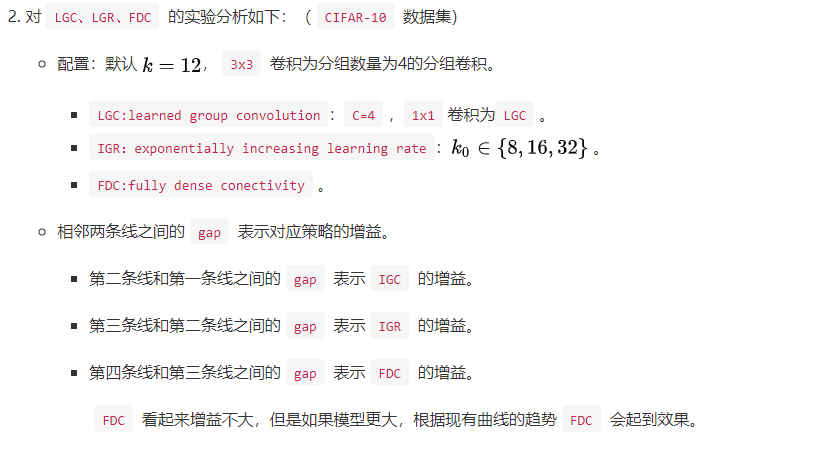 2. 对 LGC、LGR、FDC 的实验分析如下:( CIFAR-10 数据集)
配置:默认 k = 12, 3x3 卷积为分组数量为4的分组卷积。
LGC:learned group convolution : C=4 , 1x1 卷积为 LGC 。
IGR: exponentially increasing learning rate : k₀ ∈ {8, 16, 32} 。
FDC:fully dense conectivity 。
相邻两条线之间的 gap 表示对应策略的增益。
第二条线和第一条线之间的 gap 表示 IGC 的增益。
第三条线和第二条线之间的 gap 表示 IGR 的增益。
第四条线和第三条线之间的 gap 表示 FDC 的增益。
FDC 看起来增益不大,但是如果模型更大,根据现有曲线的趋势 FDC 会起到效果。